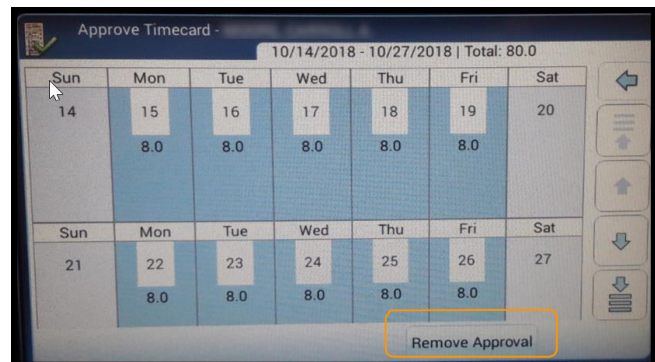 Approve Timecard -
10/14/2018 - 10/27/2018 | Total: 80.0
Sun Mon Tue Wed Thu Fri Sat
14 15 16 17 18 19 20
8.0 8.0 8.0 8.0 8.0
Sun Mon Tue Wed Thu Fri Sat
21 22 23 24 25 26 27
8.0 8.0 8.0 8.0 8.0
Remove Approval